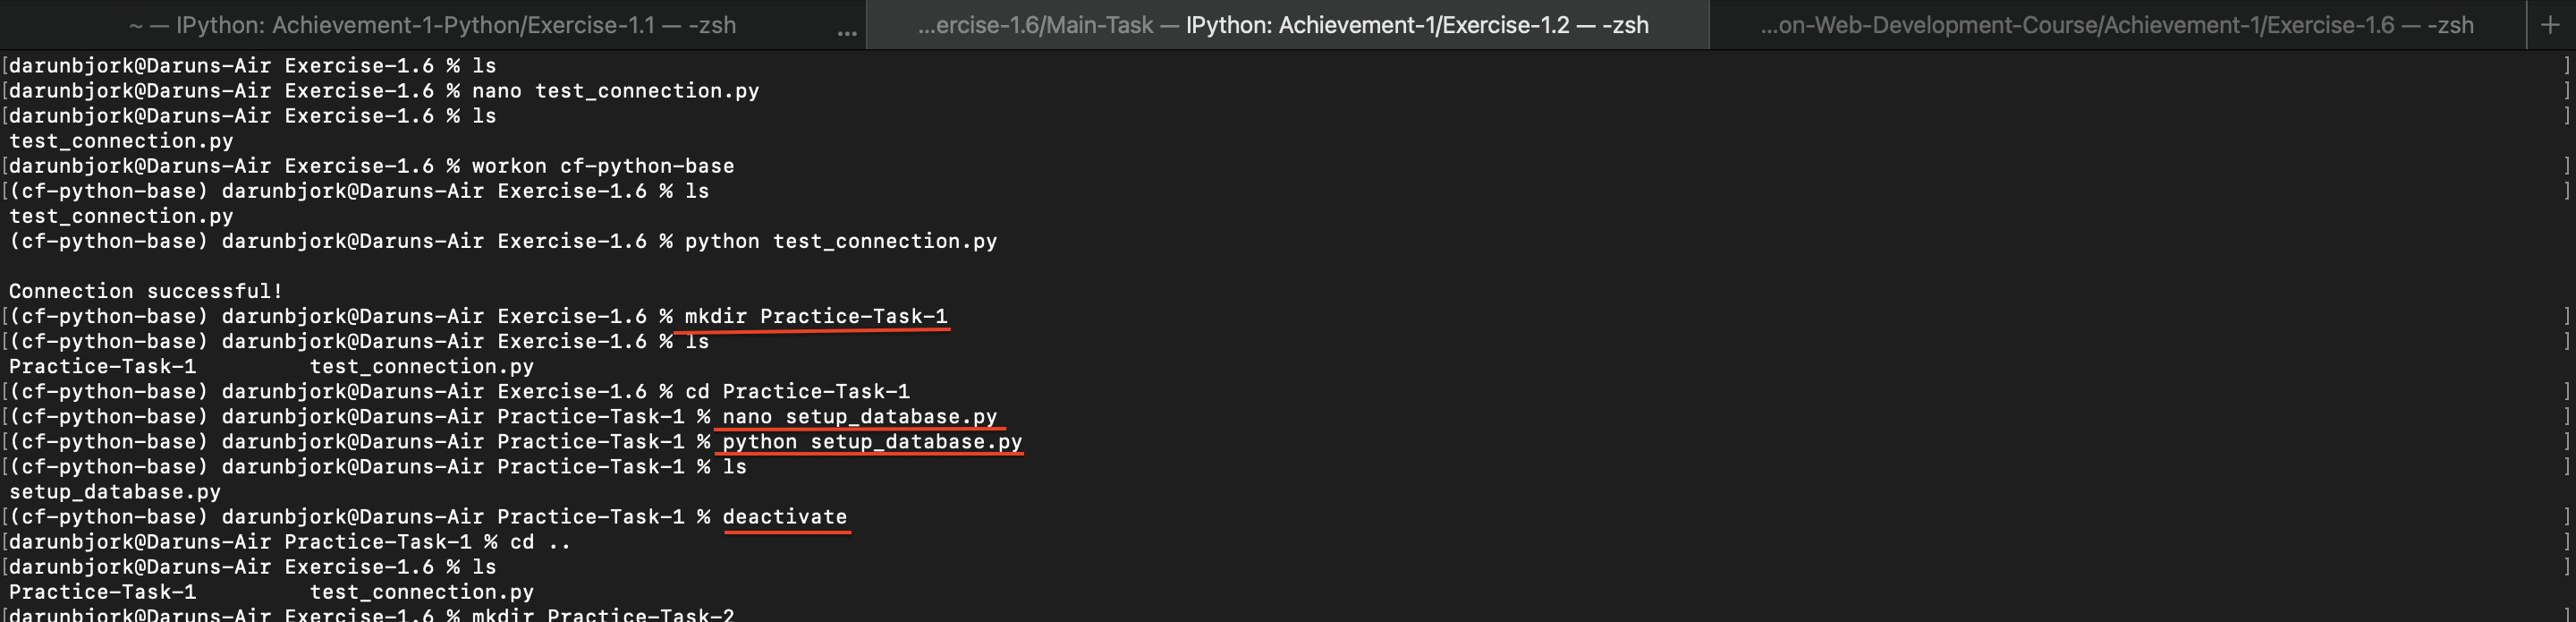 ~ — IPython: Achievement-1-Python/Exercise-1.1 — -zsh ...
...ercise-1.6/Main-Task — IPython: Achievement-1/Exercise-1.2 — -zsh
...on-Web-Development-Course/Achievement-1/Exercise-1.6 — -zsh +
[darunbjork@Daruns-Air Exercise-1.6 % ls ]
[darunbjork@Daruns-Air Exercise-1.6 % nano test_connection.py ]
[darunbjork@Daruns-Air Exercise-1.6 % ls ]
test_connection.py
[darunbjork@Daruns-Air Exercise-1.6 % workon cf-python-base ]
[(cf-python-base) darunbjork@Daruns-Air Exercise-1.6 % ls ]
test_connection.py
(cf-python-base) darunbjork@Daruns-Air Exercise-1.6 % python test_connection.py
Connection successful!
[(cf-python-base) darunbjork@Daruns-Air Exercise-1.6 % mkdir Practice-Task-1 ]
[(cf-python-base) darunbjork@Daruns-Air Exercise-1.6 % ls ]
Practice-Task-1 test_connection.py
[(cf-python-base) darunbjork@Daruns-Air Exercise-1.6 % cd Practice-Task-1 ]
[(cf-python-base) darunbjork@Daruns-Air Practice-Task-1 % nano setup_database.py ]
[(cf-python-base) darunbjork@Daruns-Air Practice-Task-1 % python setup_database.py ]
[(cf-python-base) darunbjork@Daruns-Air Practice-Task-1 % ls ]
setup_database.py
[(cf-python-base) darunbjork@Daruns-Air Practice-Task-1 % deactivate ]
[darunbjork@Daruns-Air Practice-Task-1 % cd .. ]
[darunbjork@Daruns-Air Exercise-1.6 % ls ]
Practice-Task-1 test_connection.py
[darunbjork@Daruns-Air Exercise-1.6 % mkdir Practice-Task-2 ]